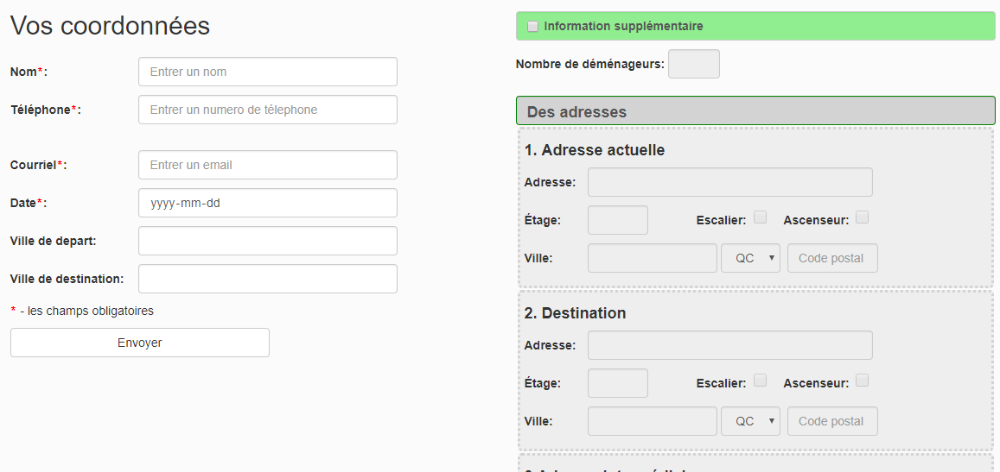 Vos coordonnées
Nom*: Entrer un nom
Téléphone*: Entrer un numero de télephone
Courriel*: Entrer un email
Date*: yyyy-mm-dd
Ville de depart:
Ville de destination:
* - les champs obligatoires
Envoyer
Information supplémentaire
Nombre de déménageurs:
Des adresses
1. Adresse actuelle
Adresse:
Étage: Escalier: Ascenseur:
Ville: QC Code postal
2. Destination
Adresse:
Étage: Escalier: Ascenseur:
Ville: QC Code postal